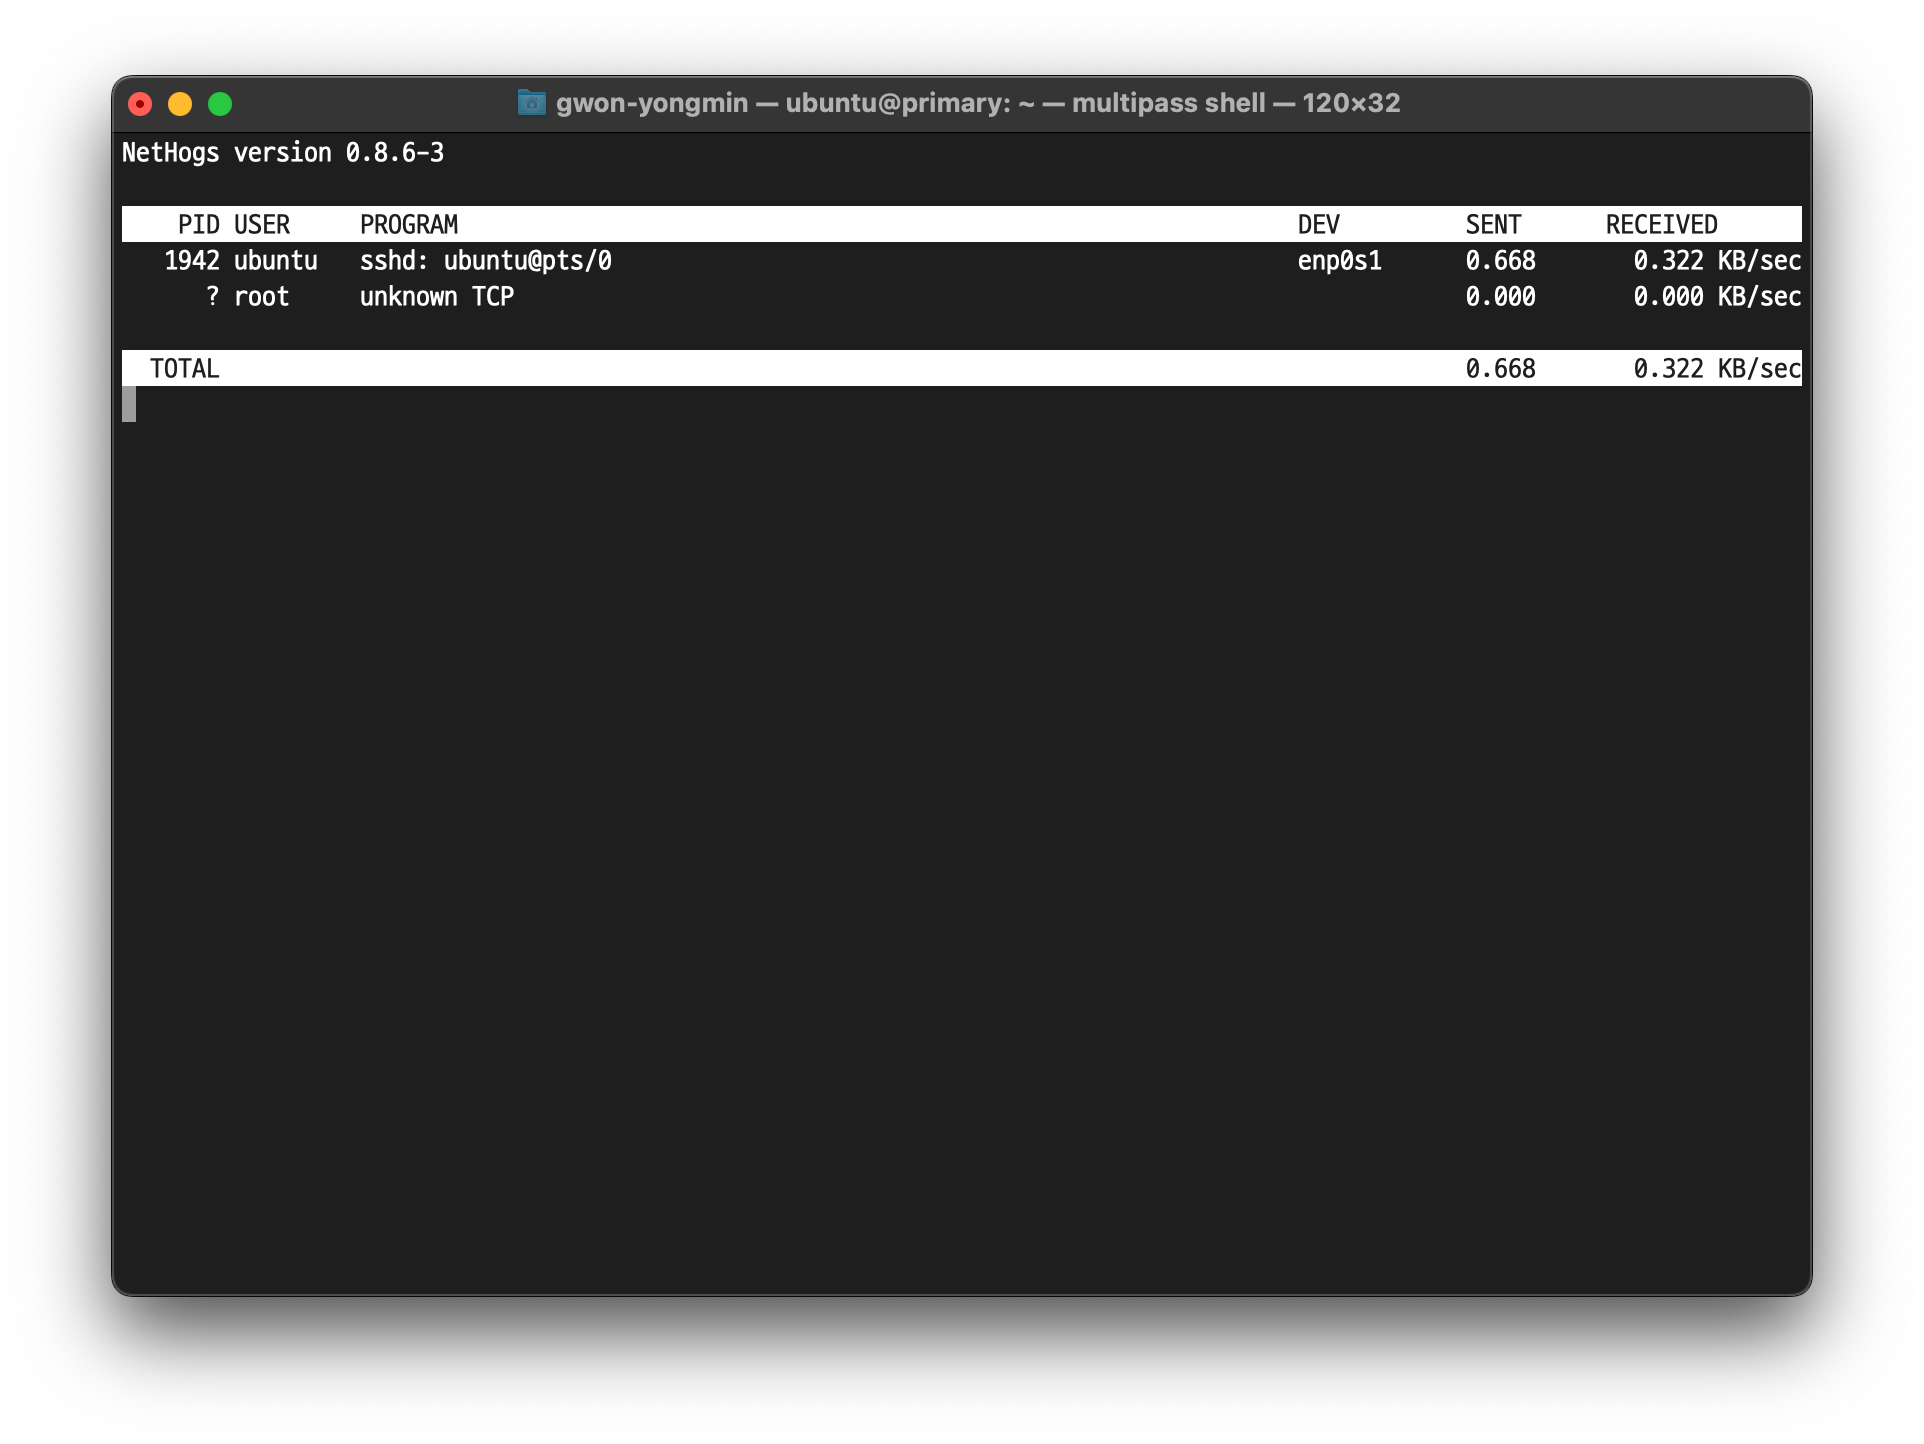 gwon-yongmin — ubuntu@primary: ~ — multipass shell — 120×32
NetHogs version 0.8.6-3
PID USER PROGRAM DEV SENT RECEIVED
1942 ubuntu sshd: ubuntu@pts/0 enp0s1 0.668 0.322 KB/sec
? root unknown TCP 0.000 0.000 KB/sec
TOTAL 0.668 0.322 KB/sec